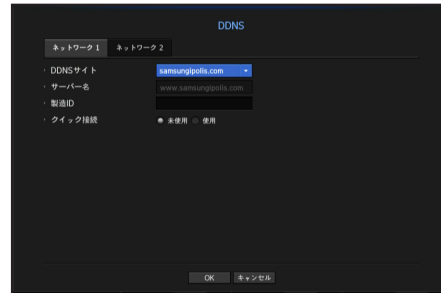 DDNS
ネットワーク 1 ネットワーク 2
· DDNSサイト samsungipolis.com
· サーバー名 www.samsungipolis.com
· 製造ID
· クイック接続 未使用 使用
OK キャンセル